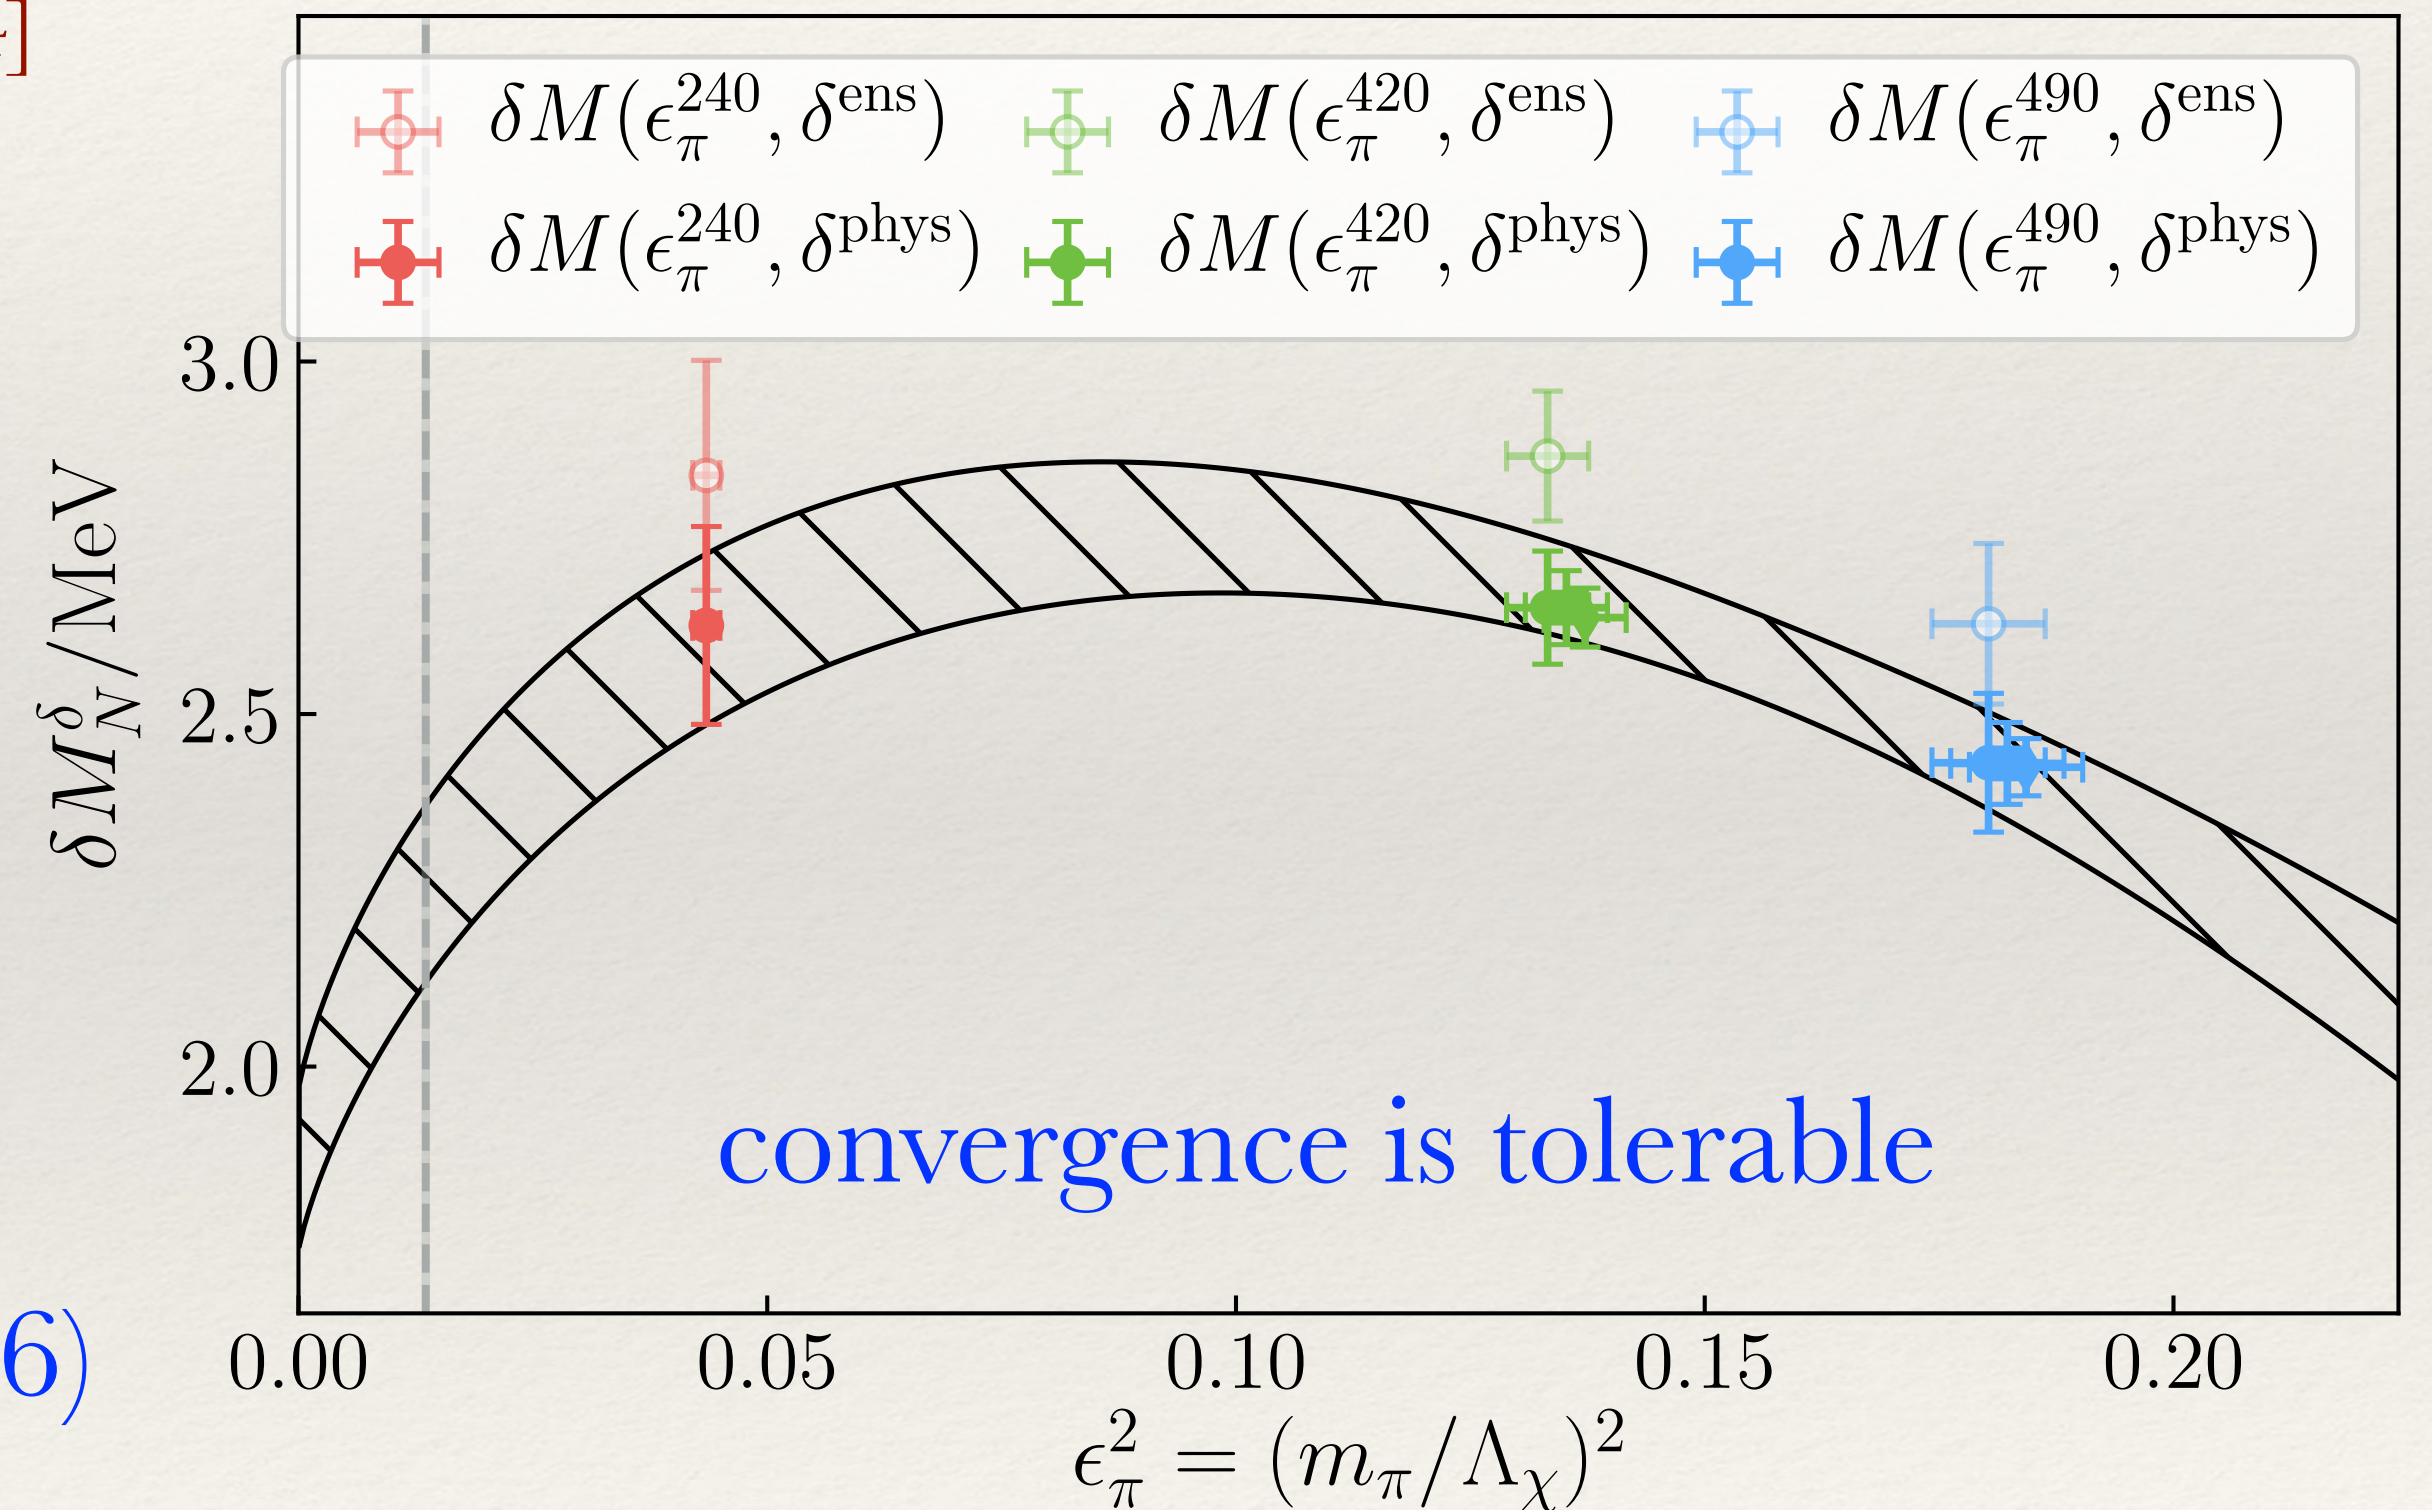 ]
δM(ϵ_π^240, δ^ens) δM(ϵ_π^420, δ^ens) δM(ϵ_π^490, δ^ens)
δM(ϵ_π^240, δ^phys) δM(ϵ_π^420, δ^phys) δM(ϵ_π^490, δ^phys)
3.0
2.5
2.0
δM_N^δ/MeV
convergence is tolerable
6)
0.00 0.05 0.10 0.15 0.20
ϵ_π^2 = (m_π/Λ_χ)^2